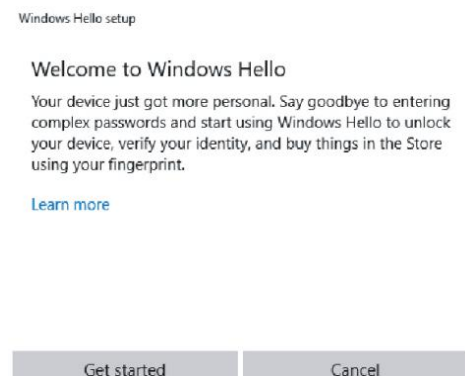 Windows Hello setup
Welcome to Windows Hello
Your device just got more personal. Say goodbye to entering
complex passwords and start using Windows Hello to unlock
your device, verify your identity, and buy things in the Store
using your fingerprint.
Learn more
Get started
Cancel